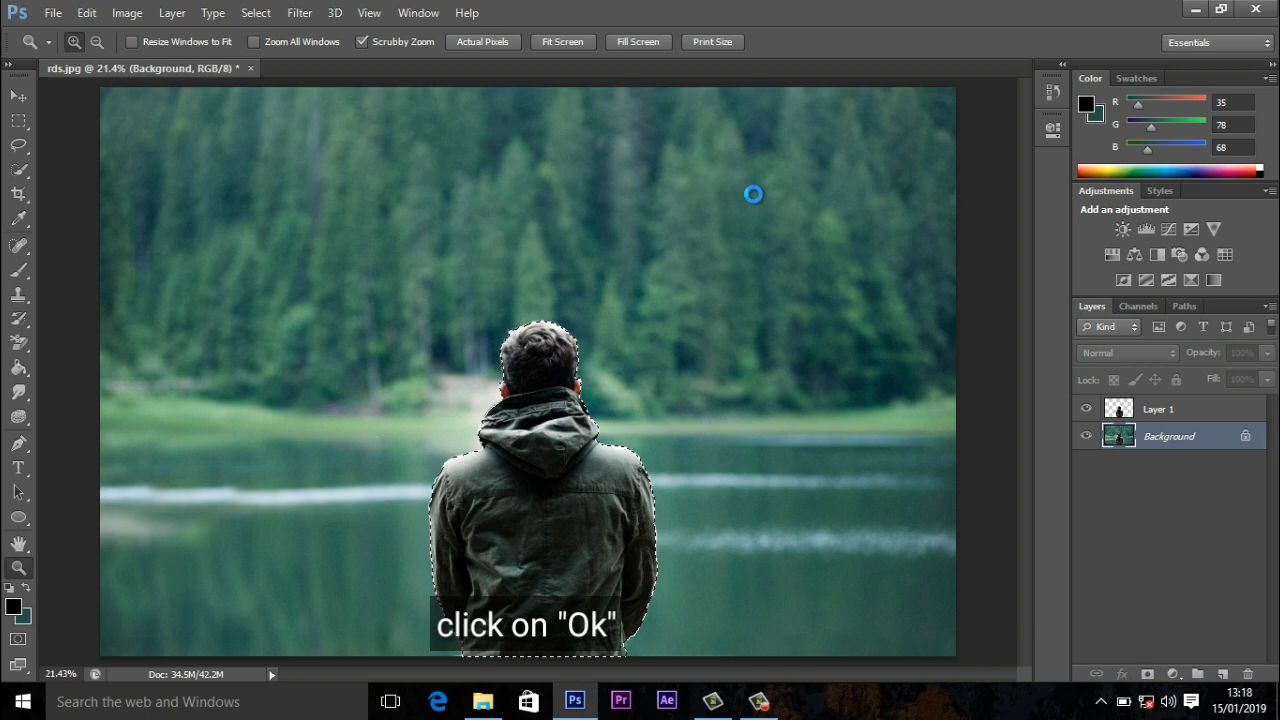 Ps File Edit Image Layer Type Select Filter 3D View Window Help
Resize Windows to Fit Zoom All Windows Scrubby Zoom Actual Pixels Fit Screen Fill Screen Print Size Essentials
rds.jpg @ 21.4% (Background, RGB/8) * ×
Color Swatches
R 35
G 78
B 68
Adjustments Styles
Add an adjustment
Layers Channels Paths
Kind
Normal Opacity: 100%
Lock: Fill: 100%
Layer 1
Background
click on "Ok"
21.43% Doc: 34.5M/42.2M
Search the web and Windows
Ps Pr Ae
13:18
15/01/2019